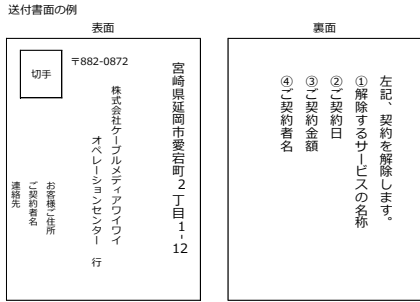 送付書面の例
表面
切手
〒882-0872
宮崎県延岡市愛宕町2丁目1-12
株式会社ケーブルメディアワイワイ
オペレーションセンター 行
お客様ご住所
ご契約者名
連絡先
裏面
左記、契約を解除します。
①解除するサービスの名称
②ご契約日
③ご契約金額
④ご契約者名